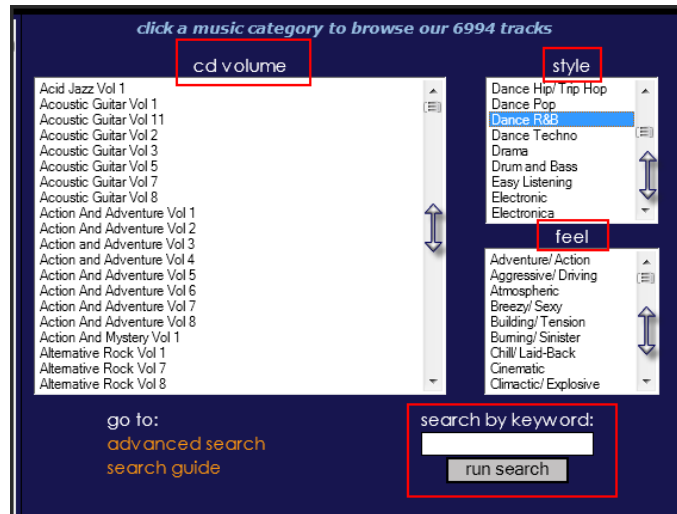 click a music category to browse our 6994 tracks
cd volume
Acid Jazz Vol 1
Acoustic Guitar Vol 1
Acoustic Guitar Vol 11
Acoustic Guitar Vol 2
Acoustic Guitar Vol 3
Acoustic Guitar Vol 5
Acoustic Guitar Vol 7
Acoustic Guitar Vol 8
Action And Adventure Vol 1
Action And Adventure Vol 2
Action and Adventure Vol 3
Action and Adventure Vol 4
Action And Adventure Vol 5
Action And Adventure Vol 6
Action And Adventure Vol 7
Action And Adventure Vol 8
Action And Mystery Vol 1
Alternative Rock Vol 1
Alternative Rock Vol 7
Alternative Rock Vol 8
style
Dance Hip/Trip Hop
Dance Pop
Dance R&B
Dance Techno
Drama
Drum and Bass
Easy Listening
Electronic
Electronica
feel
Adventure/Action
Aggressive/Driving
Atmospheric
Breezy/Sexy
Building/Tension
Burning/Sinister
Chill/Laid-Back
Cinematic
Climactic/Explosive
go to:
advanced search
search guide
search by keyword:
run search